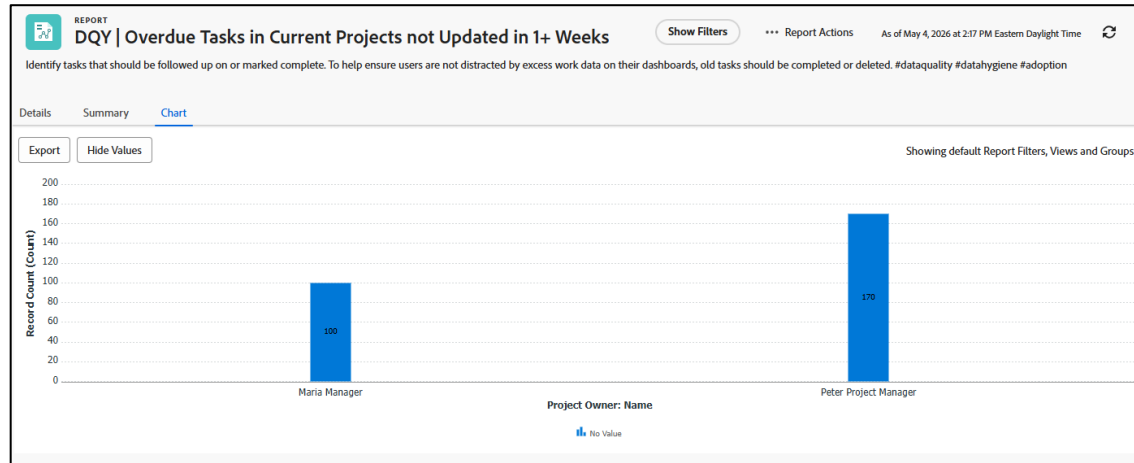 REPORT
DQY | Overdue Tasks in Current Projects not Updated in 1+ Weeks
Show Filters
••• Report Actions
As of May 4, 2026 at 2:17 PM Eastern Daylight Time
Identify tasks that should be followed up on or marked complete. To help ensure users are not distracted by excess work data on their dashboards, old tasks should be completed or deleted. #dataquality #datahygiene #adoption
Details Summary Chart
Export Hide Values
Showing default Report Filters, Views and Groups
Record Count (Count)
200
180
160
140
120
100
80
60
40
20
0
100
170
Maria Manager
Peter Project Manager
Project Owner: Name
No Value